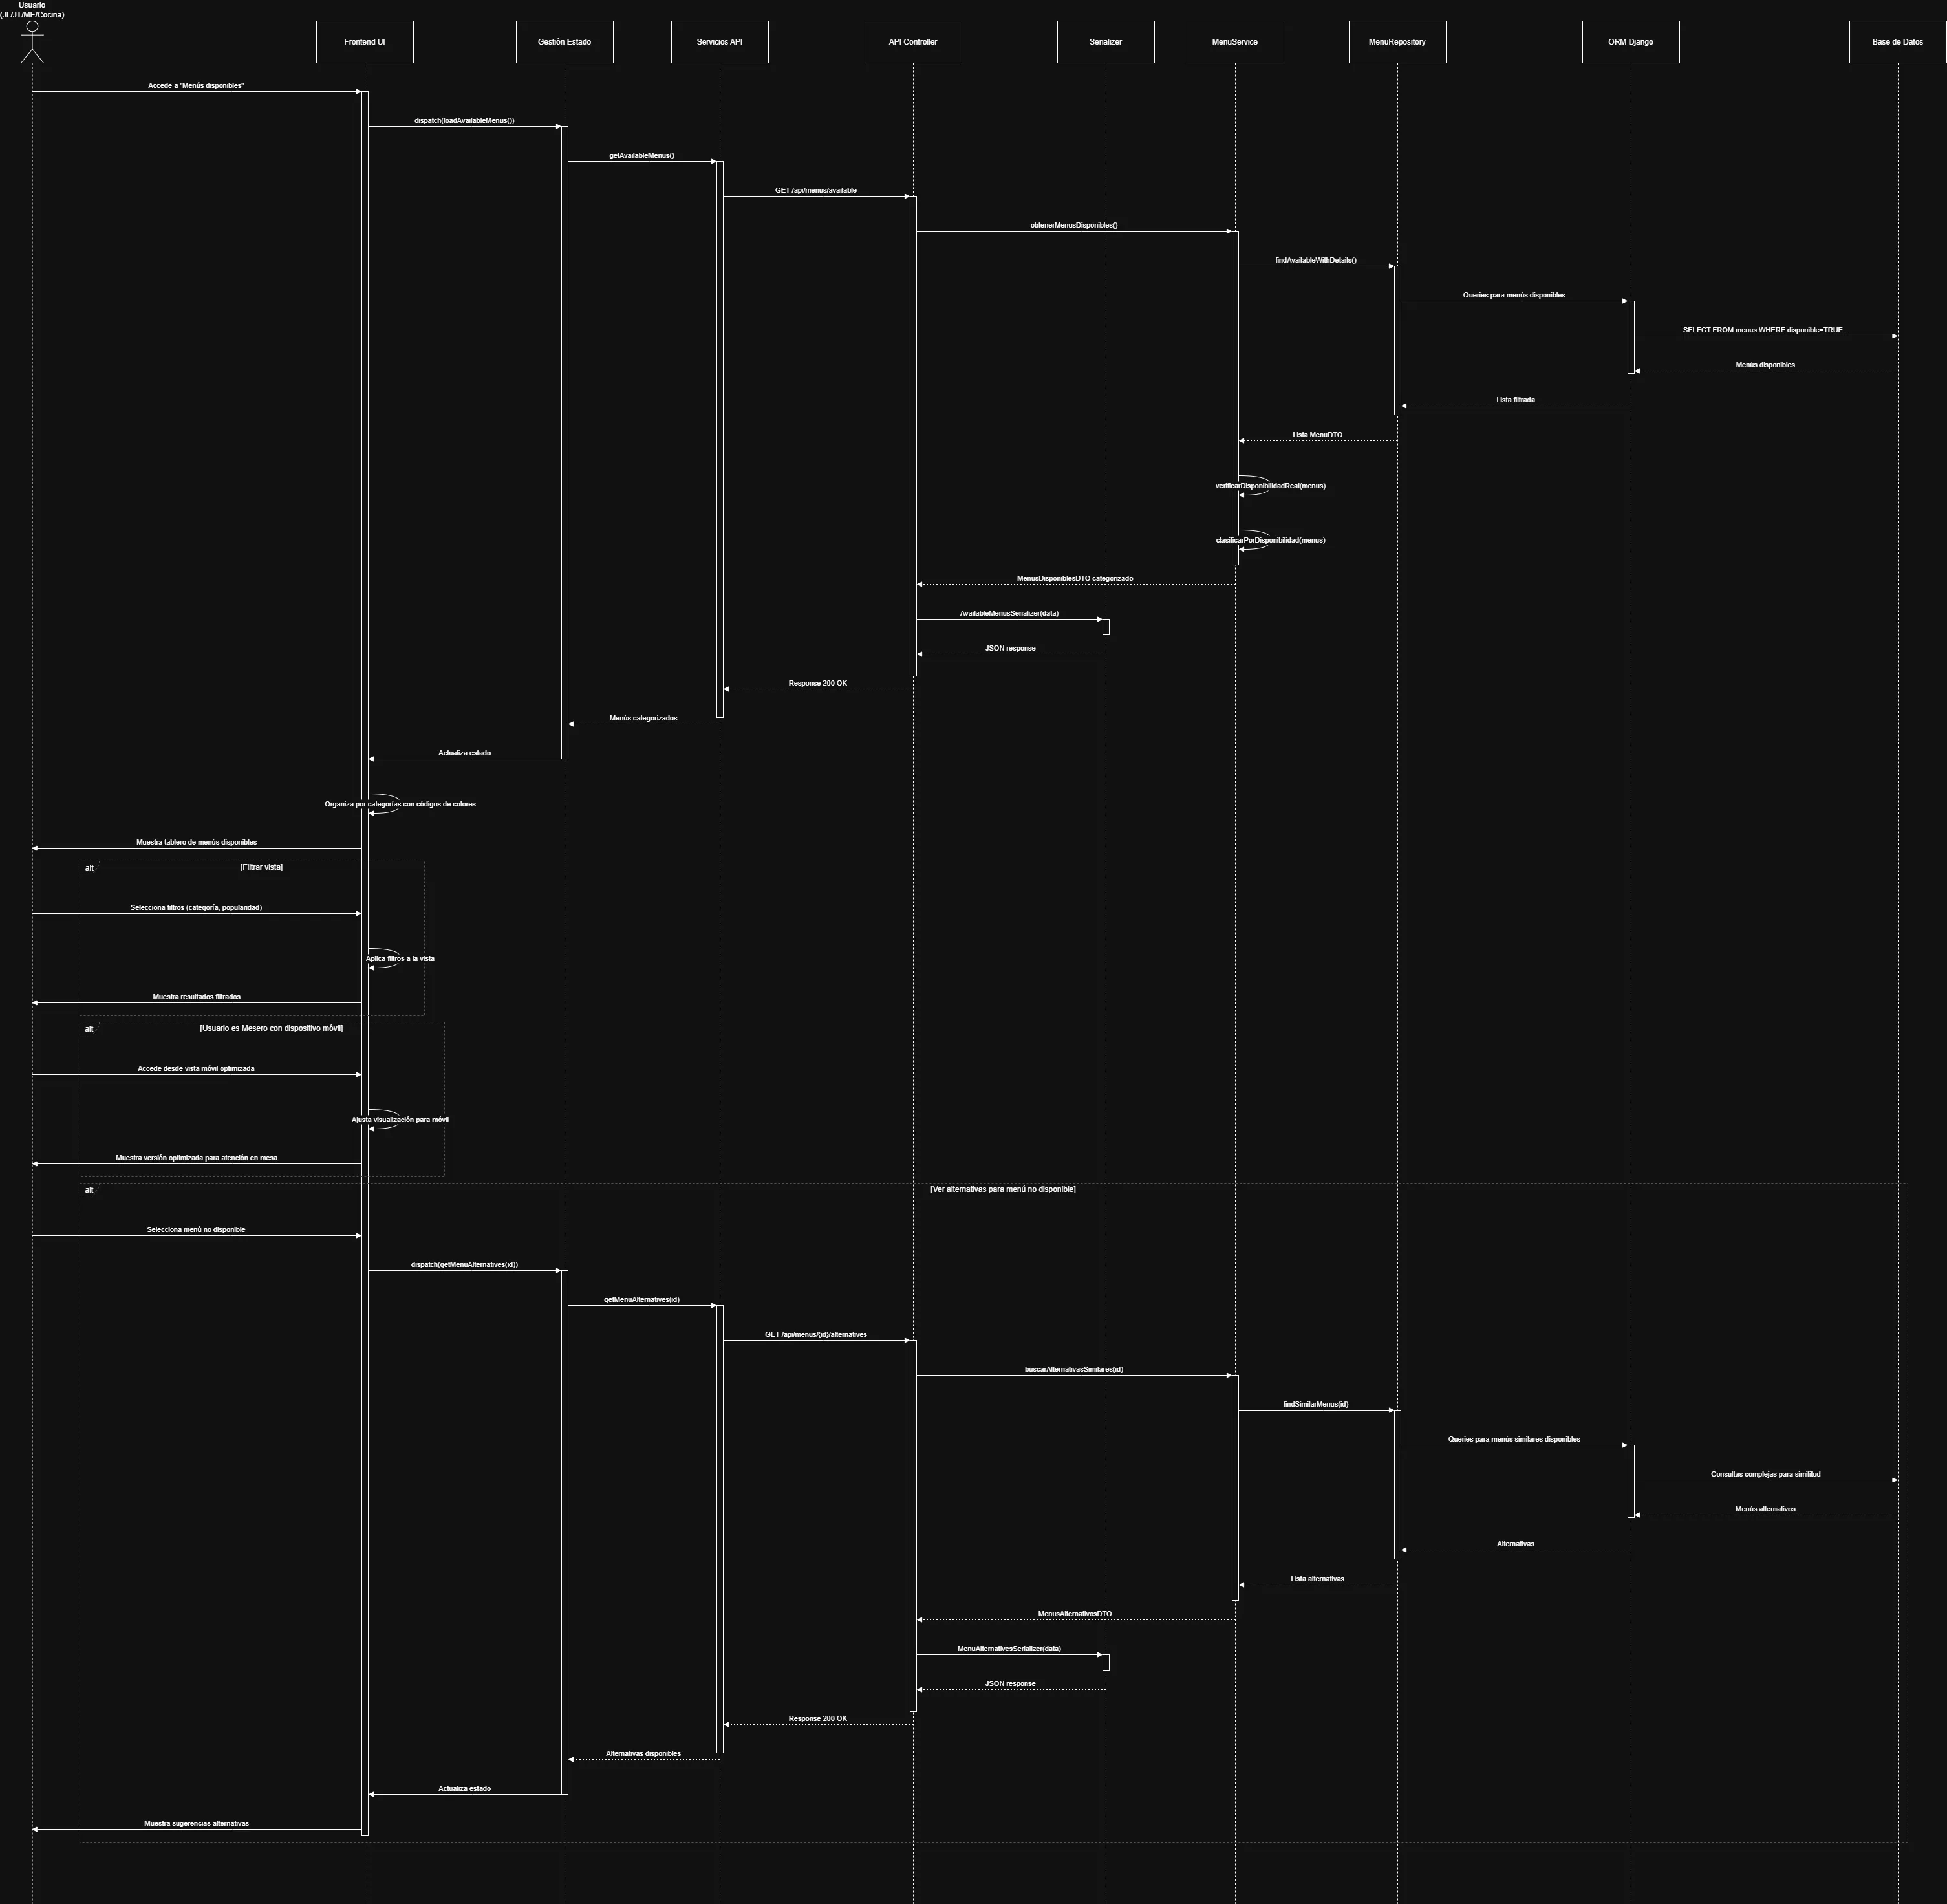 Usuario
(JL/JT/ME/Cocina)
Frontend UI
Gestión Estado
Servicios API
API Controller
Serializer
MenuService
MenuRepository
ORM Django
Base de Datos
Accede a "Menús disponibles"
dispatch(loadAvailableMenus())
getAvailableMenus()
GET /api/menus/available
obtenerMenusDisponibles()
findAvailableWithDetails()
Queries para menús disponibles
SELECT FROM menus WHERE disponible=TRUE...
Menús disponibles
Lista filtrada
Lista MenuDTO
verificarDisponibilidadReal(menus)
clasificarPorDisponibilidad(menus)
MenusDisponiblesDTO categorizado
AvailableMenusSerializer(data)
JSON response
Response 200 OK
Menús categorizados
Actualiza estado
Organiza por categorías con códigos de colores
Muestra tablero de menús disponibles
alt
[Filtrar vista]
Selecciona filtros (categoría, popularidad)
Aplica filtros a la vista
Muestra resultados filtrados
alt
[Usuario es Mesero con dispositivo móvil]
Accede desde vista móvil optimizada
Ajusta visualización para móvil
Muestra versión optimizada para atención en mesa
alt
[Ver alternativas para menú no disponible]
Selecciona menú no disponible
dispatch(getMenuAlternatives(id))
getMenuAlternatives(id)
GET /api/menus/{id}/alternatives
buscarAlternativasSimilares(id)
findSimilarMenus(id)
Queries para menús similares disponibles
Consultas complejas para similitud
Menús alternativos
Alternativas
Lista alternativas
MenusAlternativosDTO
MenuAlternativesSerializer(data)
JSON response
Response 200 OK
Alternativas disponibles
Actualiza estado
Muestra sugerencias alternativas